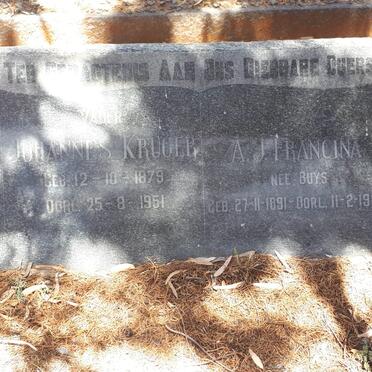 TER GEDAGTENIS AAN ONS DIERBARE OUERS
VADER
JOHANNES KRUGER
GEB. 12-10-1879
OORL. 25-8-1951
A. J. FRANCINA
NEE BUYS
GEB. 27-11-1891-OORL. 11-2-19